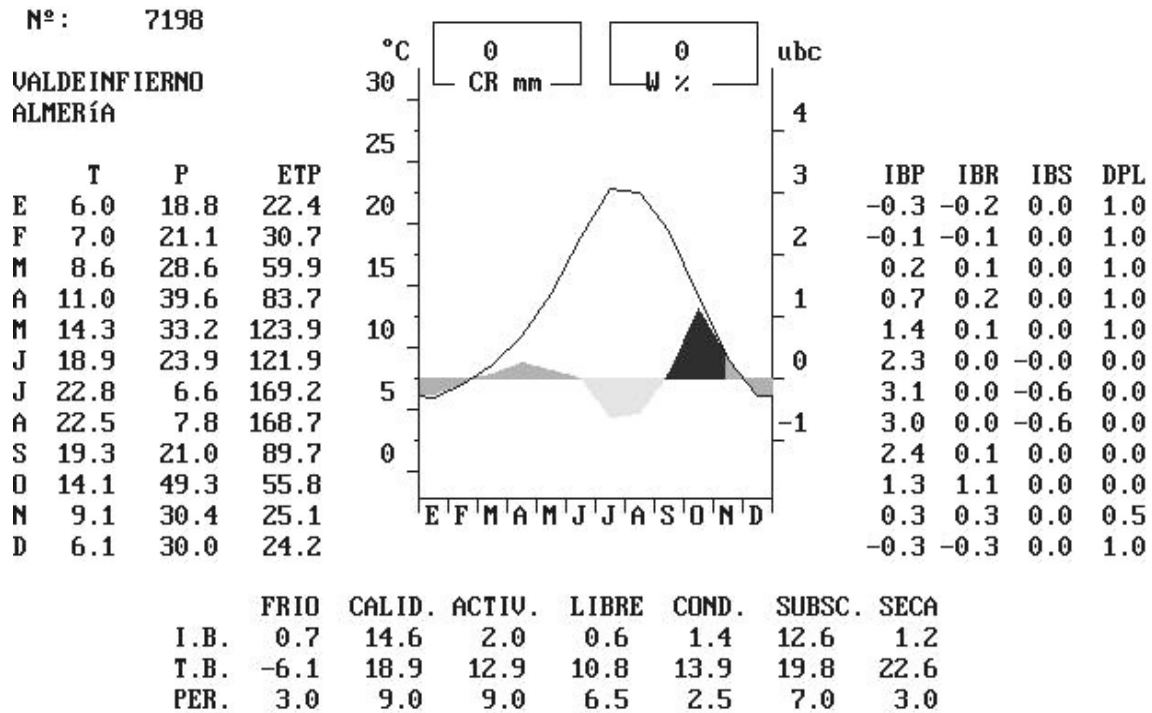 Nº: 7198
VALDEINFIERNO
ALMERíA
T P ETP
E 6.0 18.8 22.4
F 7.0 21.1 30.7
M 8.6 28.6 59.9
A 11.0 39.6 83.7
M 14.3 33.2 123.9
J 18.9 23.9 121.9
J 22.8 6.6 169.2
A 22.5 7.8 168.7
S 19.3 21.0 89.7
O 14.1 49.3 55.8
N 9.1 30.4 25.1
D 6.1 30.0 24.2
ºC 0 0 ubc
CR mm W %
30
25
20
15
10
5
0
4
3
2
1
0
-1
E F M A M J J A S O N D
IBP IBR IBS DPL
-0.3 -0.2 0.0 1.0
-0.1 -0.1 0.0 1.0
0.2 0.1 0.0 1.0
0.7 0.2 0.0 1.0
1.4 0.1 0.0 1.0
2.3 0.0 -0.0 0.0
3.1 0.0 -0.6 0.0
3.0 0.0 -0.6 0.0
2.4 0.1 0.0 0.0
1.3 1.1 0.0 0.0
0.3 0.3 0.0 0.5
-0.3 -0.3 0.0 1.0
FRIO CALID. ACTIV. LIBRE COND. SUBSC. SECA
I.B. 0.7 14.6 2.0 0.6 1.4 12.6 1.2
T.B. -6.1 18.9 12.9 10.8 13.9 19.8 22.6
PER. 3.0 9.0 9.0 6.5 2.5 7.0 3.0